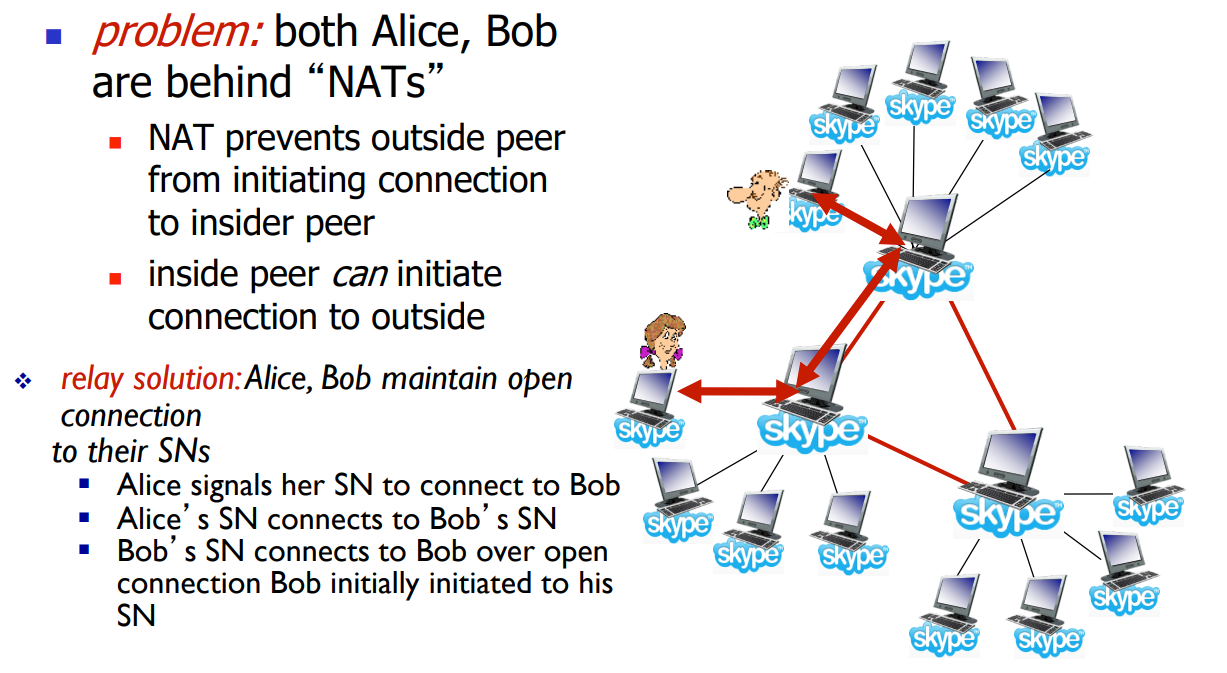 problem: both Alice, Bob
are behind “NATs”
NAT prevents outside peer
from initiating connection
to insider peer
inside peer can initiate
connection to outside
relay solution: Alice, Bob maintain open
connection
to their SNs
Alice signals her SN to connect to Bob
Alice’s SN connects to Bob’s SN
Bob’s SN connects to Bob over open
connection Bob initially initiated to his
SN
skype
skype
skype
skype
kype
skype
skype
skype
skype
skype
skype
skype
skype
skype
skype
skype